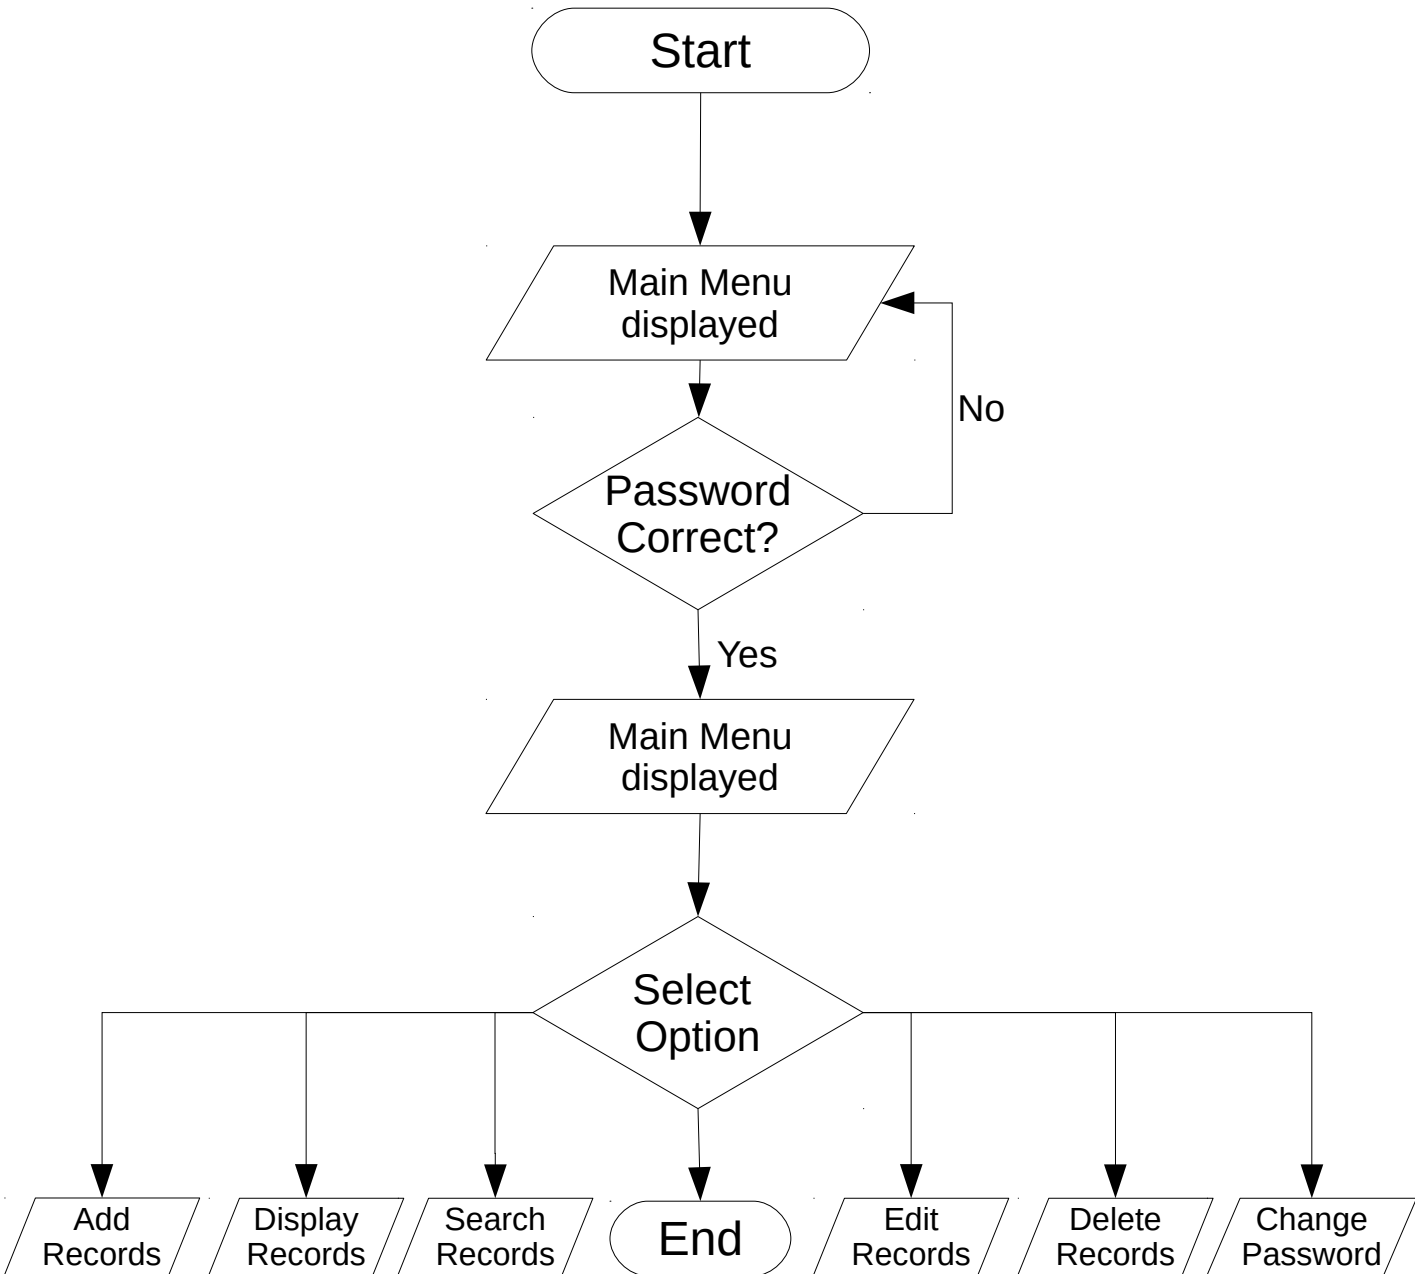 Start
Main Menu
displayed
No
Password
Correct?
Yes
Main Menu
displayed
Select
Option
Add
Records
Display
Records
Search
Records
End
Edit
Records
Delete
Records
Change
Password